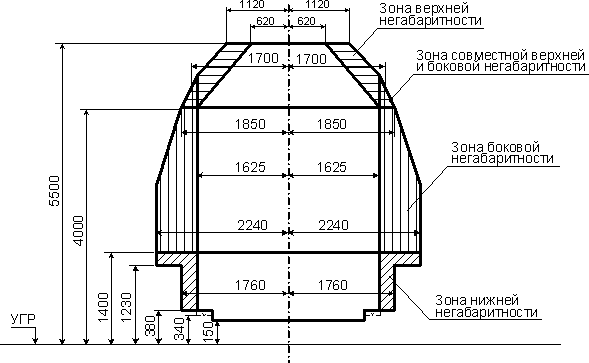 1120 1120
620 620
Зона верхней
негабаритности
1700 1700
Зона совместной верхней
и боковой негабаритности
1850 1850
Зона боковой
негабаритности
1625 1625
5500
4000
2240 2240
1400
1230
1760 1760
Зона нижней
негабаритности
УГР
380
340
150